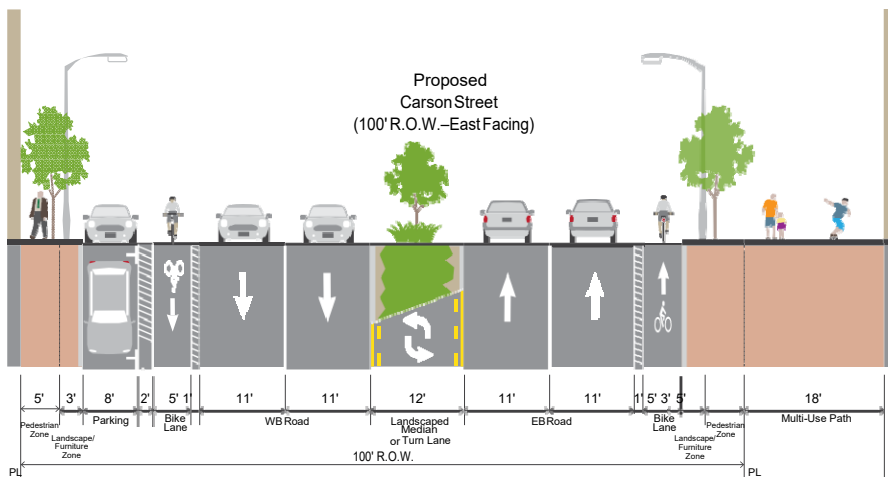 Proposed
Carson Street
(100' R.O.W.–East Facing)
5' 3' 8' 2' 5' 1' 11' 11' 12' 11' 11' 1' 5' 3' 5' 18'
Pedestrian
Zone
Landscape/
Furniture
Zone
Parking
Bike
Lane
WB Road
Landscaped
Median
or Turn Lane
EB Road
Bike
Lane
Landscape/
Furniture
Zone
Pedestrian
Zone
Multi-Use Path
100' R.O.W.
PL
PL